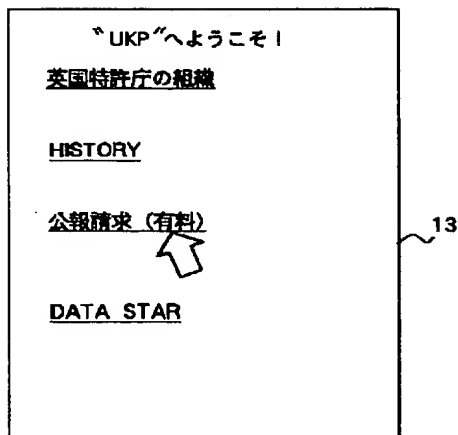 〝UKP〞へようこそ!
英国特許庁の組織
HISTORY
公報請求（有料）
13
DATA STAR